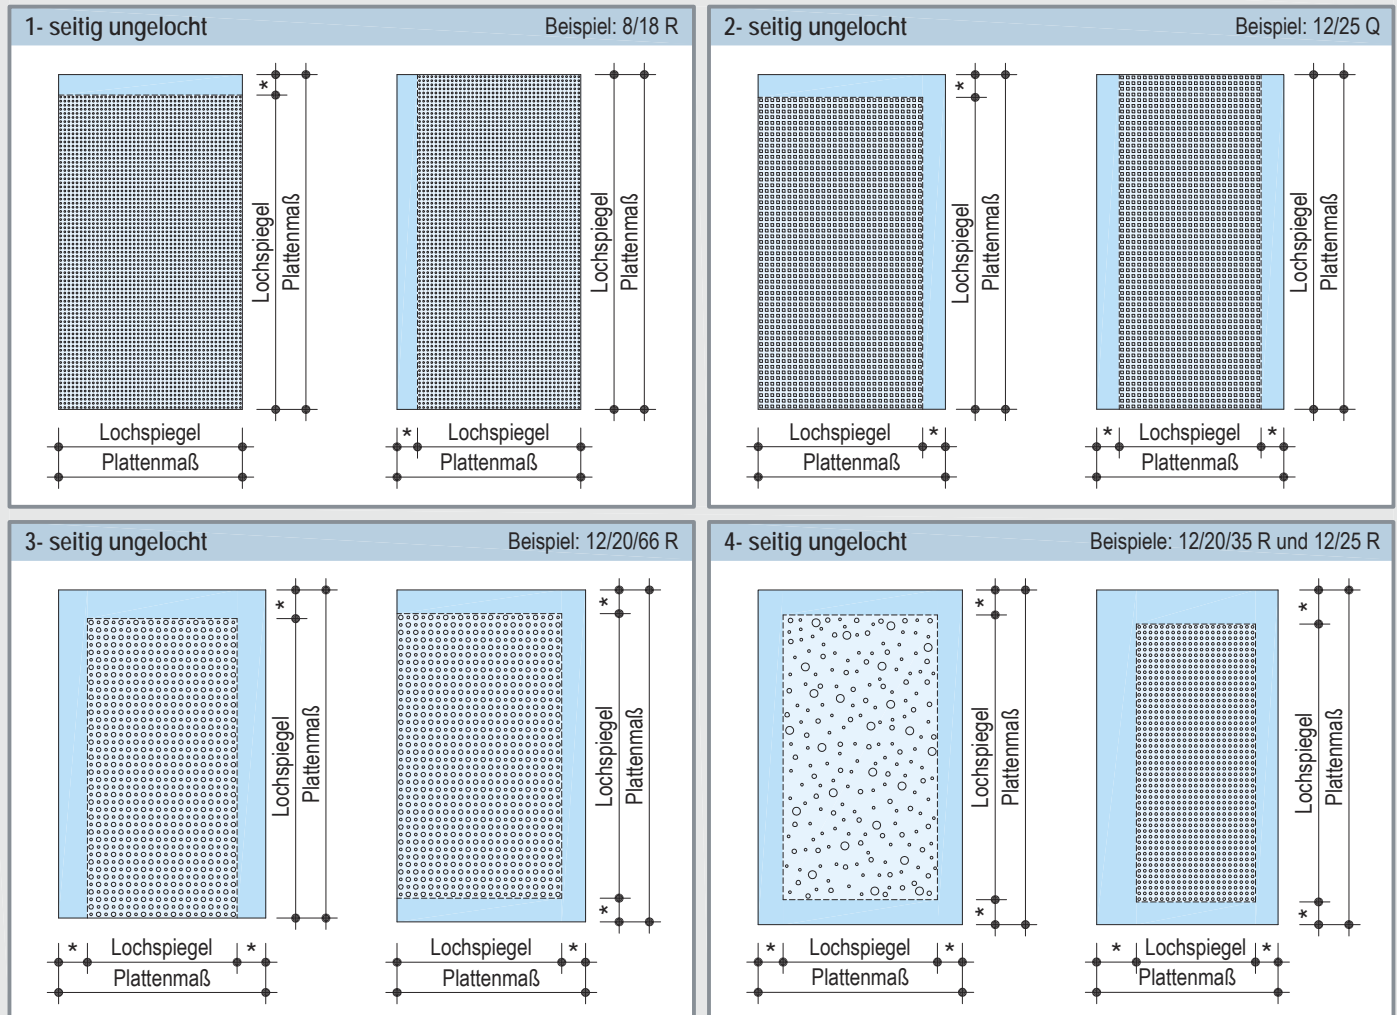 1- seitig ungelocht
Beispiel: 8/18 R
*
Lochspiegel
Plattenmaß
Lochspiegel
Plattenmaß
Lochspiegel
Plattenmaß
* Lochspiegel
Plattenmaß
2- seitig ungelocht
Beispiel: 12/25 Q
*
Lochspiegel
Plattenmaß
Lochspiegel
Plattenmaß
Lochspiegel *
Plattenmaß
* Lochspiegel *
Plattenmaß
3- seitig ungelocht
Beispiel: 12/20/66 R
*
Lochspiegel
Plattenmaß
*
Lochspiegel
Plattenmaß
*
* Lochspiegel *
Plattenmaß
Lochspiegel *
Plattenmaß
4- seitig ungelocht
Beispiele: 12/20/35 R und 12/25 R
*
Lochspiegel
Plattenmaß
*
*
Lochspiegel
Plattenmaß
*
* Lochspiegel *
Plattenmaß
* Lochspiegel *
Plattenmaß